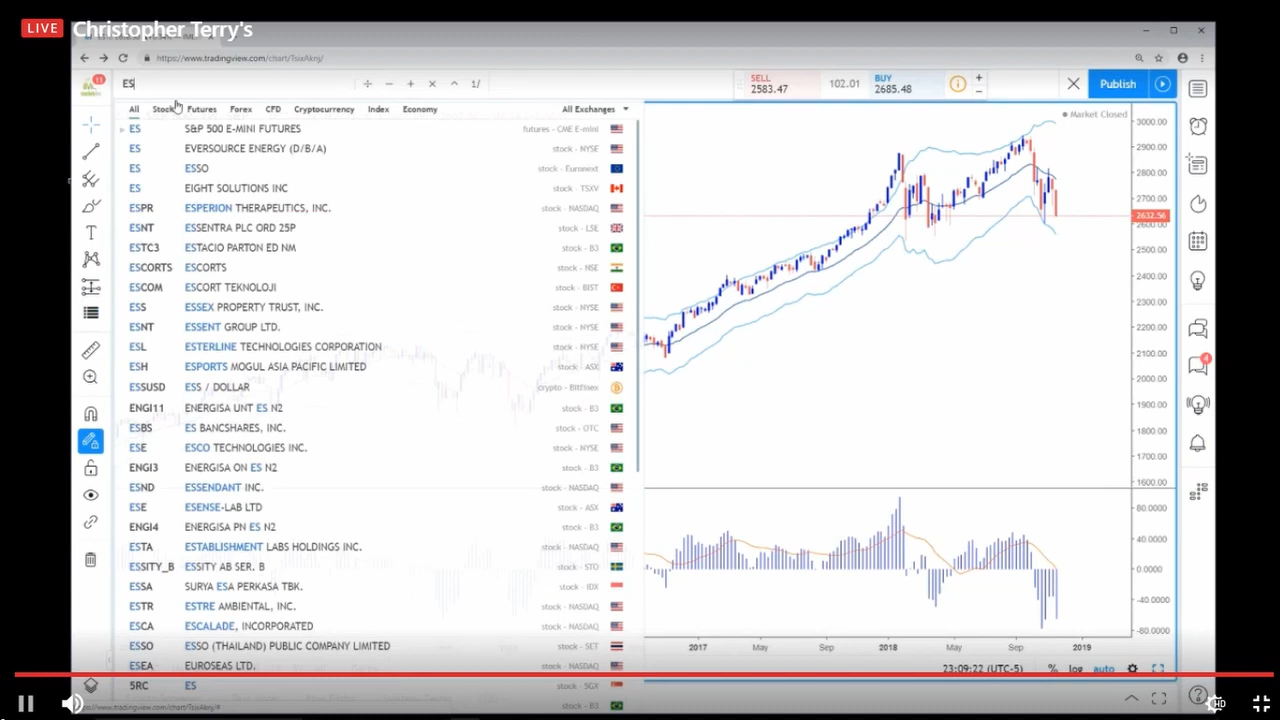 LIVE Christopher Terry's
https://www.tradingview.com/chart/TsixAknj/
11
ES
1/
SELL 2583.47 102.01 BUY 2685.48
Publish
All Stocks Futures Forex CFD Cryptocurrency Index Economy All Exchanges
Market Closed
ES S&P 500 E-MINI FUTURES futures - CME E-mini
ES EVERSOURCE ENERGY (D/B/A) stock - NYSE
ES ESSO stock - Euronext
ES EIGHT SOLUTIONS INC stock - TSXV
ESPR ESPERION THERAPEUTICS, INC. stock - NASDAQ
ESNT ESSENTRA PLC ORD 25P stock - LSE
ESTC3 ESTACIO PARTON ED NM stock - B3
ESCORTS ESCORTS stock - NSE
ESCOM ESCORT TEKNOLOJI stock - BIST
ESS ESSEX PROPERTY TRUST, INC. stock - NYSE
ESNT ESSENT GROUP LTD. stock - NYSE
ESL ESTERLINE TECHNOLOGIES CORPORATION stock - NYSE
ESH ESPORTS MOGUL ASIA PACIFIC LIMITED stock - ASX
ESSUSD ESS / DOLLAR crypto - Bitfinex
ENGI11 ENERGISA UNT ES N2 stock - B3
ESBS ES BANCSHARES, INC. stock - OTC
ESE ESCO TECHNOLOGIES INC. stock - NYSE
ENGI3 ENERGISA ON ES N2 stock - B3
ESND ESSENDANT INC. stock - NASDAQ
ESE ESENSE-LAB LTD stock - ASX
ENGI4 ENERGISA PN ES N2 stock - B3
ESTA ESTABLISHMENT LABS HOLDINGS INC. stock - NASDAQ
ESSITY_B ESSITY AB SER. B stock - STO
ESSA SURYA ESA PERKASA TBK. stock - IDX
ESTR ESTRE AMBIENTAL, INC. stock - NASDAQ
ESCA ESCALADE, INCORPORATED stock - NASDAQ
ESSO ESSO (THAILAND) PUBLIC COMPANY LIMITED stock - SET
ESEA EUROSEAS LTD. stock - NASDAQ
5RC ES stock - SGX
stock - B3
3000.00
2900.00
2800.00
2700.00
2632.56
2600.00
2500.00
2400.00
2300.00
2200.00
2100.00
2000.00
1900.00
1800.00
1700.00
1600.00
80.0000
40.0000
0.0000
-40.0000
-80.0000
2017 May Sep 2018 May Sep 2019
23:09:22 (UTC-5) % log auto
4
https://www.tradingview.com/chart/TsixAknj/#
HD